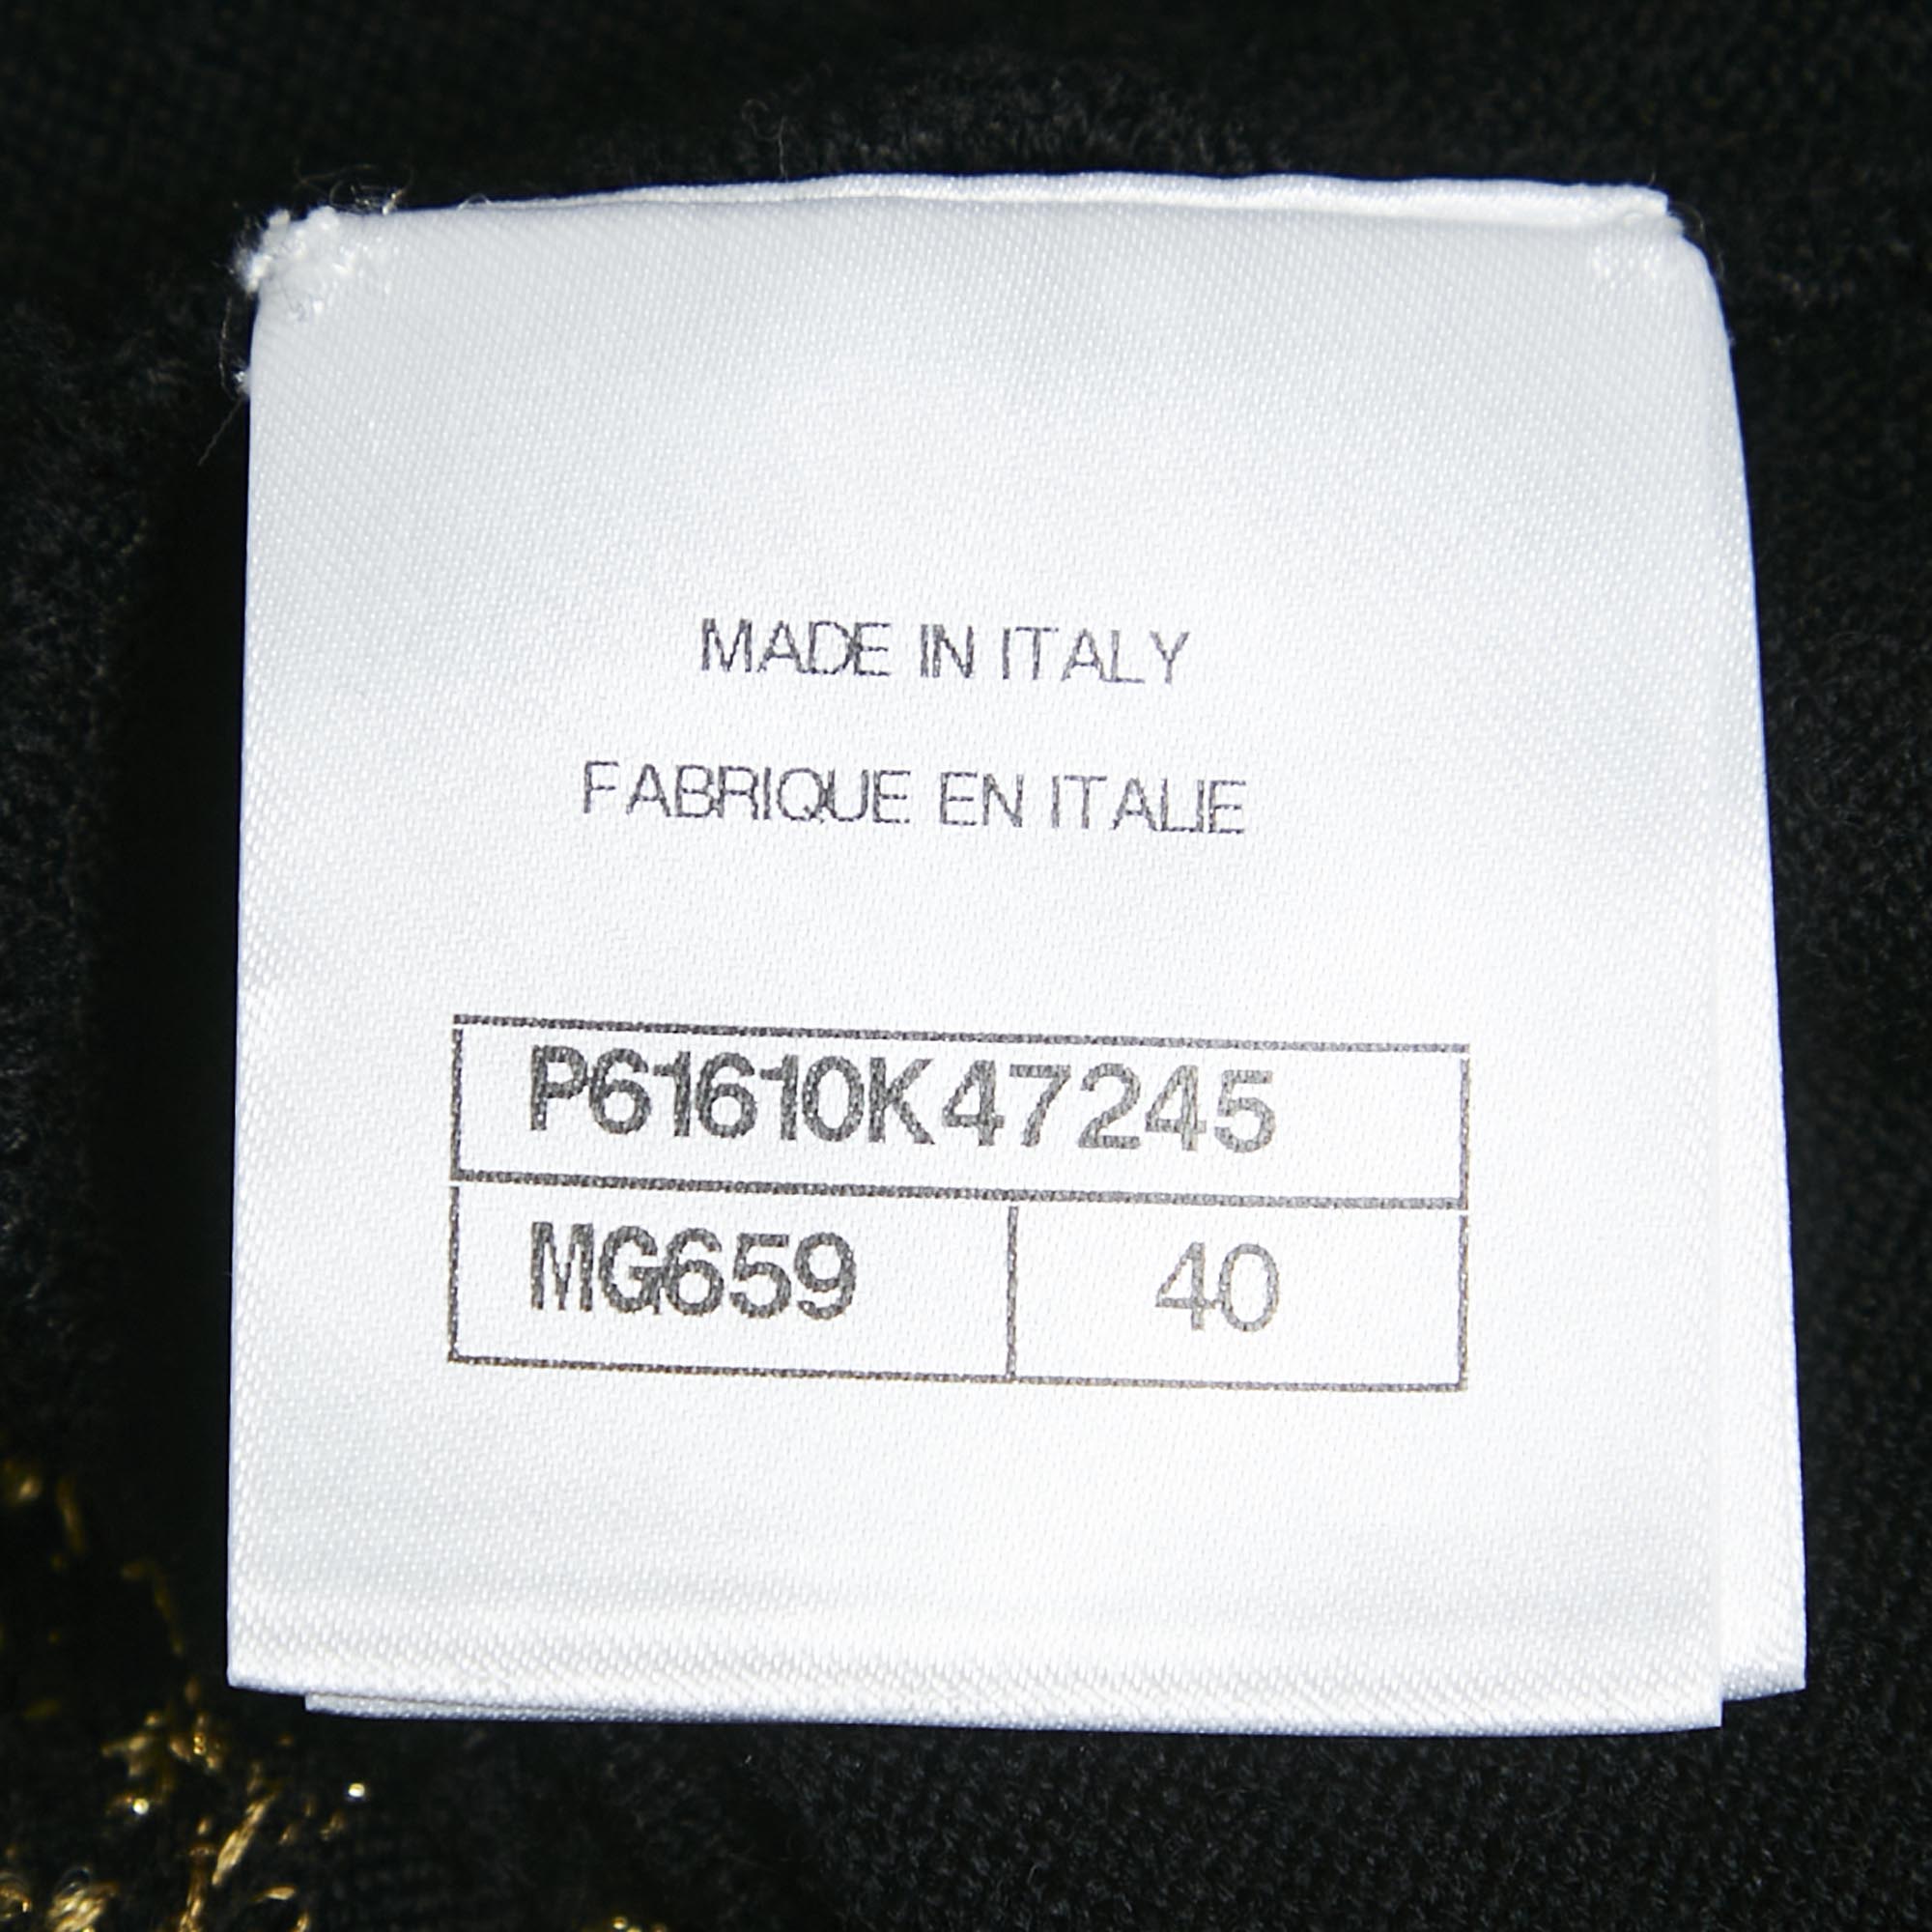 MADE IN ITALY
FABRIQUE EN ITALIE
P61610K47245
MG659 40